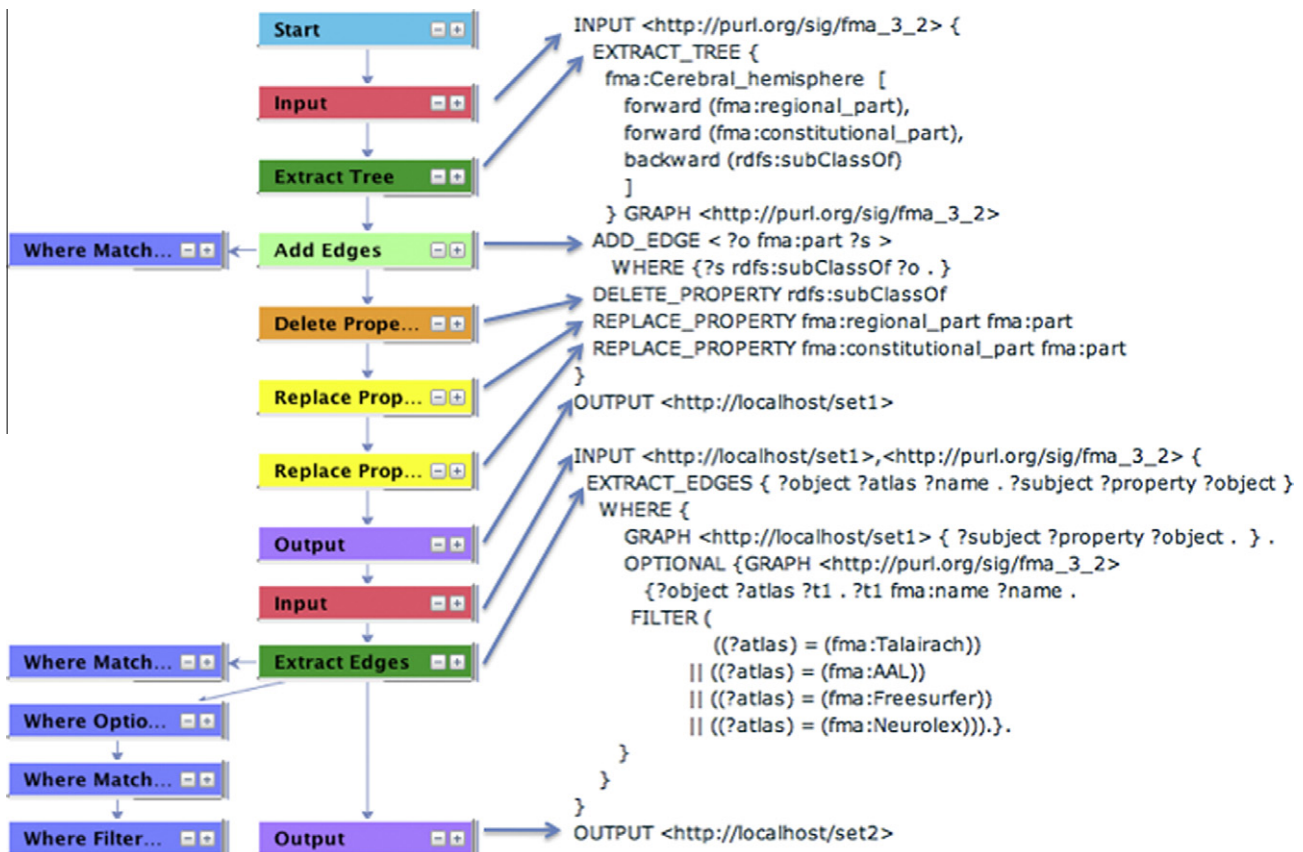 Start
Input
Extract Tree
Where Match...
Add Edges
Delete Prope...
Replace Prop...
Replace Prop...
Output
Input
Where Match...
Extract Edges
Where Optio...
Where Match...
Where Filter...
Output
INPUT <http://purl.org/sig/fma_3_2> {
EXTRACT_TREE {
fma:Cerebral_hemisphere [
forward (fma:regional_part),
forward (fma:constitutional_part),
backward (rdfs:subClassOf)
]
} GRAPH <http://purl.org/sig/fma_3_2>
ADD_EDGE < ?o fma:part ?s >
WHERE {?s rdfs:subClassOf ?o . }
DELETE_PROPERTY rdfs:subClassOf
REPLACE_PROPERTY fma:regional_part fma:part
REPLACE_PROPERTY fma:constitutional_part fma:part
}
OUTPUT <http://localhost/set1>
INPUT <http://localhost/set1>,<http://purl.org/sig/fma_3_2> {
EXTRACT_EDGES { ?object ?atlas ?name . ?subject ?property ?object }
WHERE {
GRAPH <http://localhost/set1> { ?subject ?property ?object . } .
OPTIONAL {GRAPH <http://purl.org/sig/fma_3_2>
{?object ?atlas ?t1 . ?t1 fma:name ?name .
FILTER (
((?atlas) = (fma:Talairach))
|| ((?atlas) = (fma:AAL))
|| ((?atlas) = (fma:Freesurfer))
|| ((?atlas) = (fma:Neurolex))).}.
}
}
}
OUTPUT <http://localhost/set2>